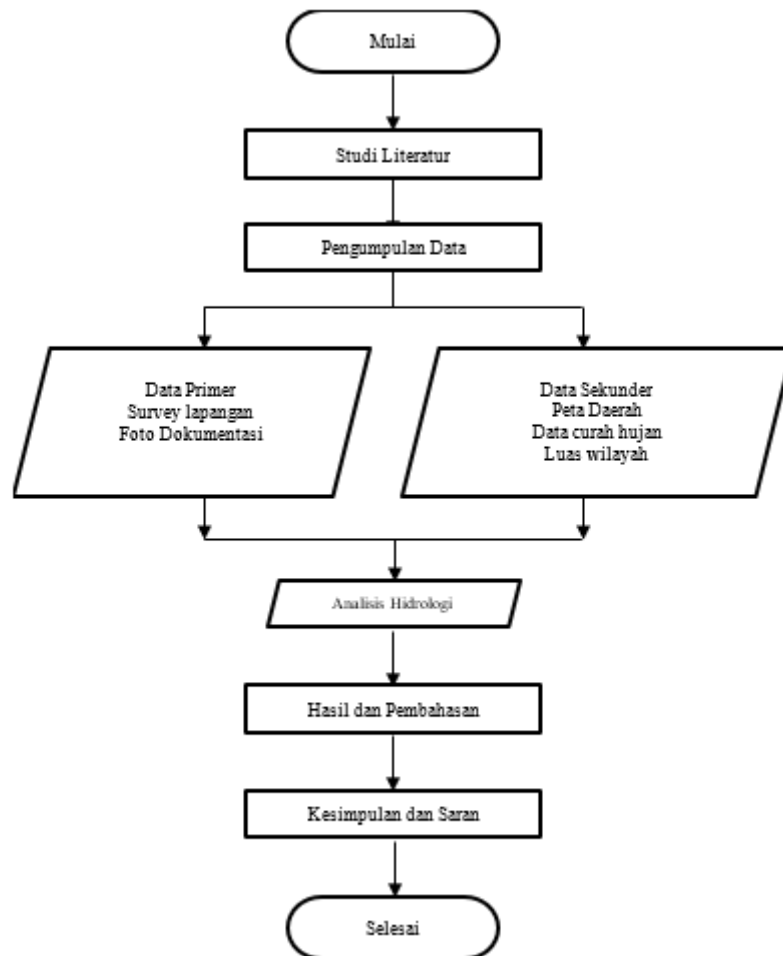 Mulai
Studi Literatur
Pengumpulan Data
Data Primer
Survey lapangan
Foto Dokumentasi
Data Sekunder
Peta Daerah
Data curah hujan
Luas wilayah
Analisis Hidrologi
Hasil dan Pembahasan
Kesimpulan dan Saran
Selesai